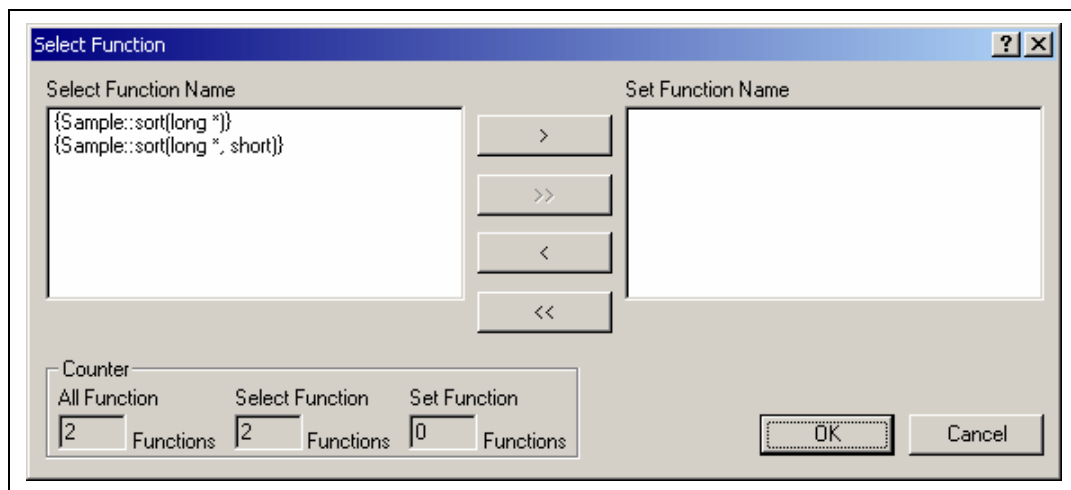 Select Function
Select Function Name
Set Function Name
{Sample::sort(long *)}
{Sample::sort(long *, short)}
>
>>
<
<<
Counter
All Function
Select Function
Set Function
2 Functions
2 Functions
0 Functions
OK
Cancel